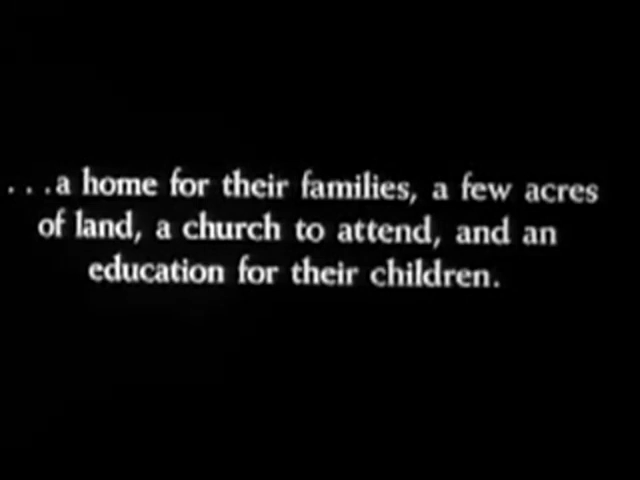 ...a home for their families, a few acres
of land, a church to attend, and an
education for their children.